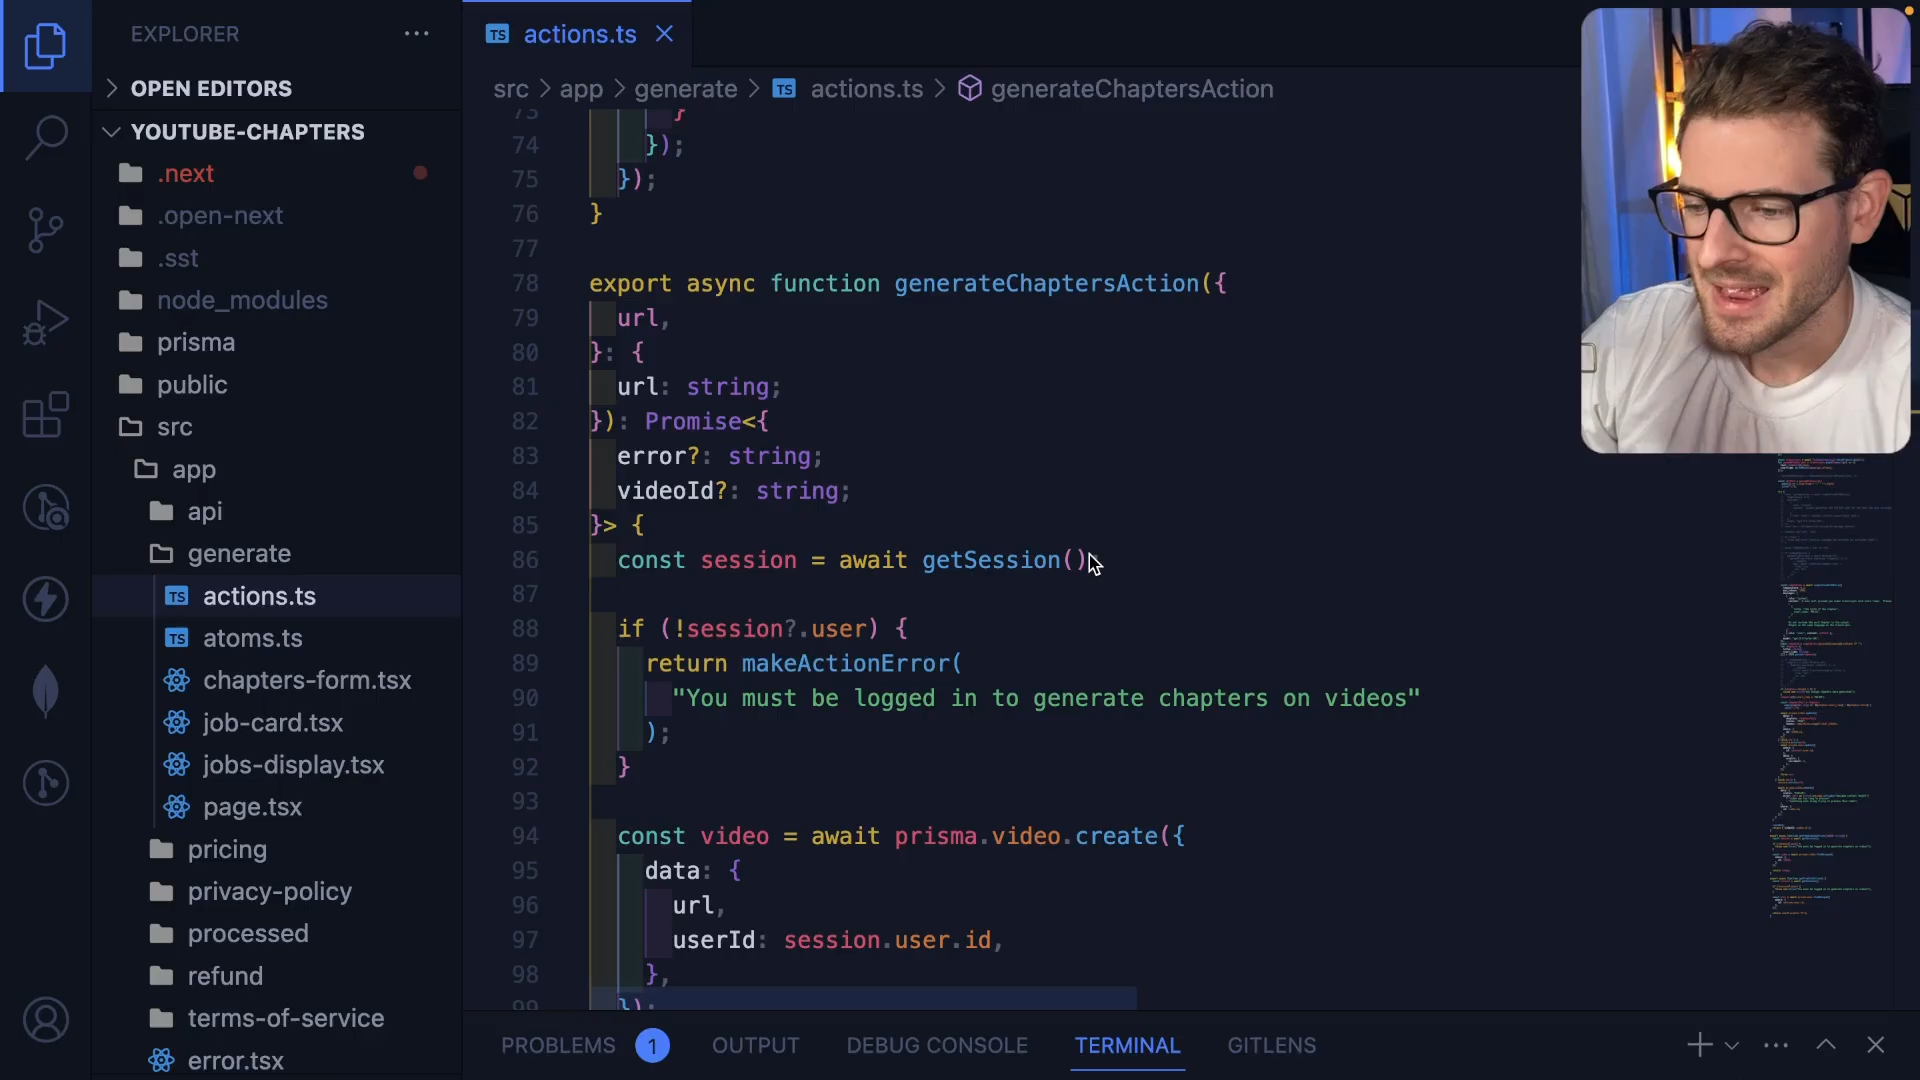 EXPLORER
OPEN EDITORS
YOUTUBE-CHAPTERS
.next
.open-next
.sst
node_modules
prisma
public
src
app
api
generate
TS actions.ts
TS atoms.ts
chapters-form.tsx
job-card.tsx
jobs-display.tsx
page.tsx
pricing
privacy-policy
processed
refund
terms-of-service
error.tsx
TS actions.ts
src > app > generate > TS actions.ts > generateChaptersAction
73 }
74 });
75 });
76 }
77
78 export async function generateChaptersAction({
79 url,
80 }: {
81 url: string;
82 }): Promise<{
83 error?: string;
84 videoId?: string;
85 }> {
86 const session = await getSession()
87
88 if (!session?.user) {
89 return makeActionError(
90 "You must be logged in to generate chapters on videos"
91 );
92 }
93
94 const video = await prisma.video.create({
95 data: {
96 url,
97 userId: session.user.id,
98 },
99 });
PROBLEMS 1 OUTPUT DEBUG CONSOLE TERMINAL GITLENS